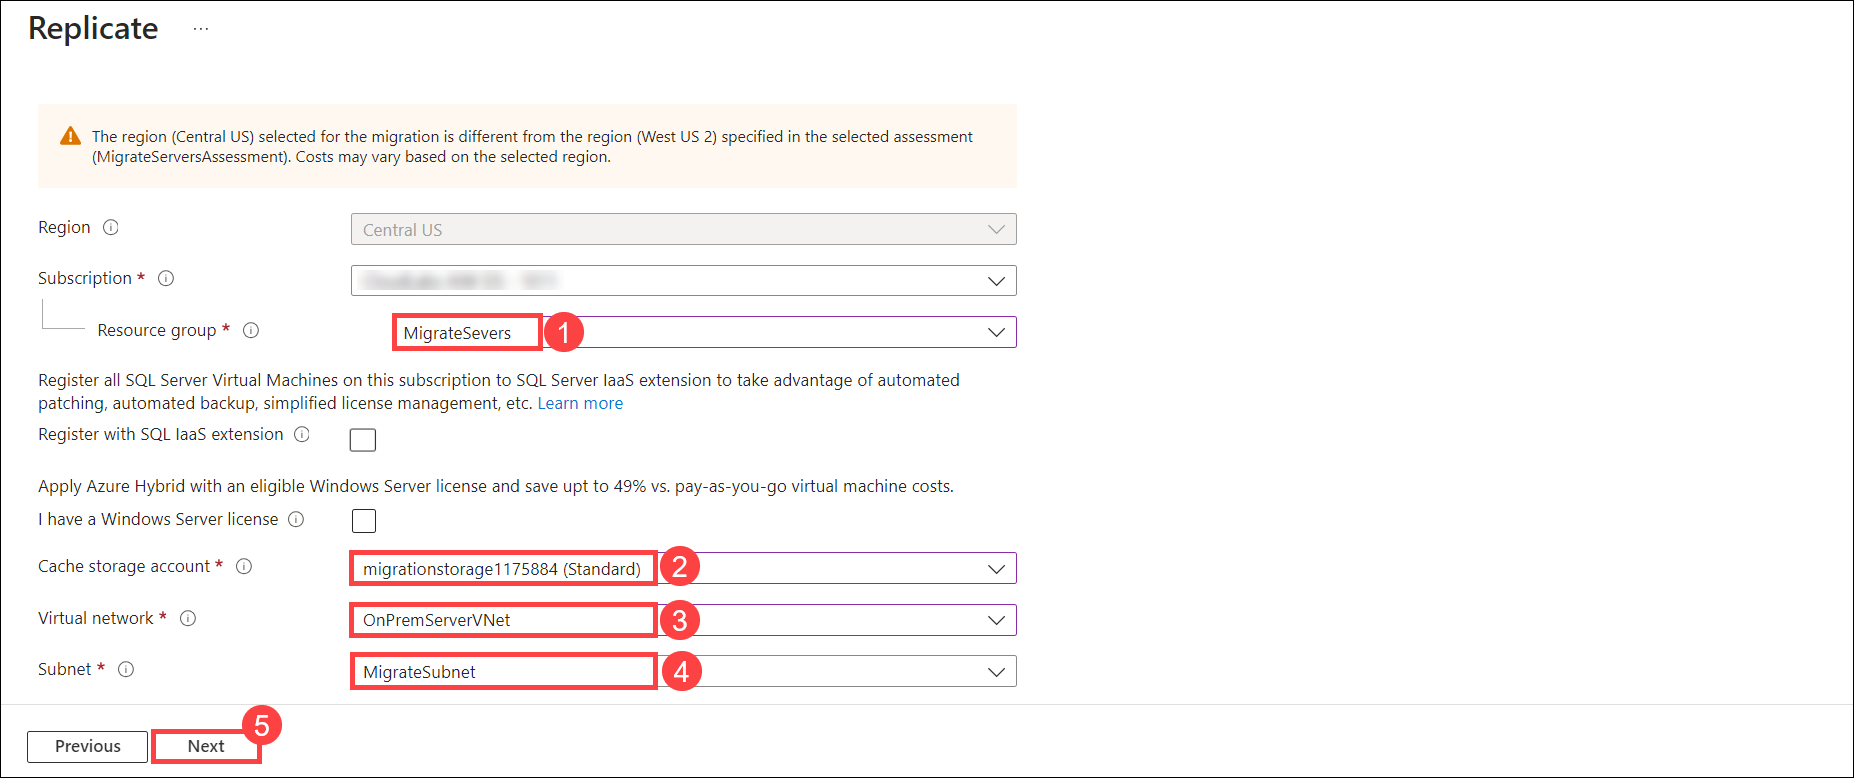 Replicate ...
The region (Central US) selected for the migration is different from the region (West US 2) specified in the selected assessment
(MigrateServersAssessment). Costs may vary based on the selected region.
Region
Central US
Subscription *
Resource group *
MigrateSevers
1
Register all SQL Server Virtual Machines on this subscription to SQL Server IaaS extension to take advantage of automated
patching, automated backup, simplified license management, etc. Learn more
Register with SQL IaaS extension
Apply Azure Hybrid with an eligible Windows Server license and save upt to 49% vs. pay-as-you-go virtual machine costs.
I have a Windows Server license
Cache storage account *
migrationstorage1175884 (Standard)
2
Virtual network *
OnPremServerVNet
3
Subnet *
MigrateSubnet
4
Previous
Next
5